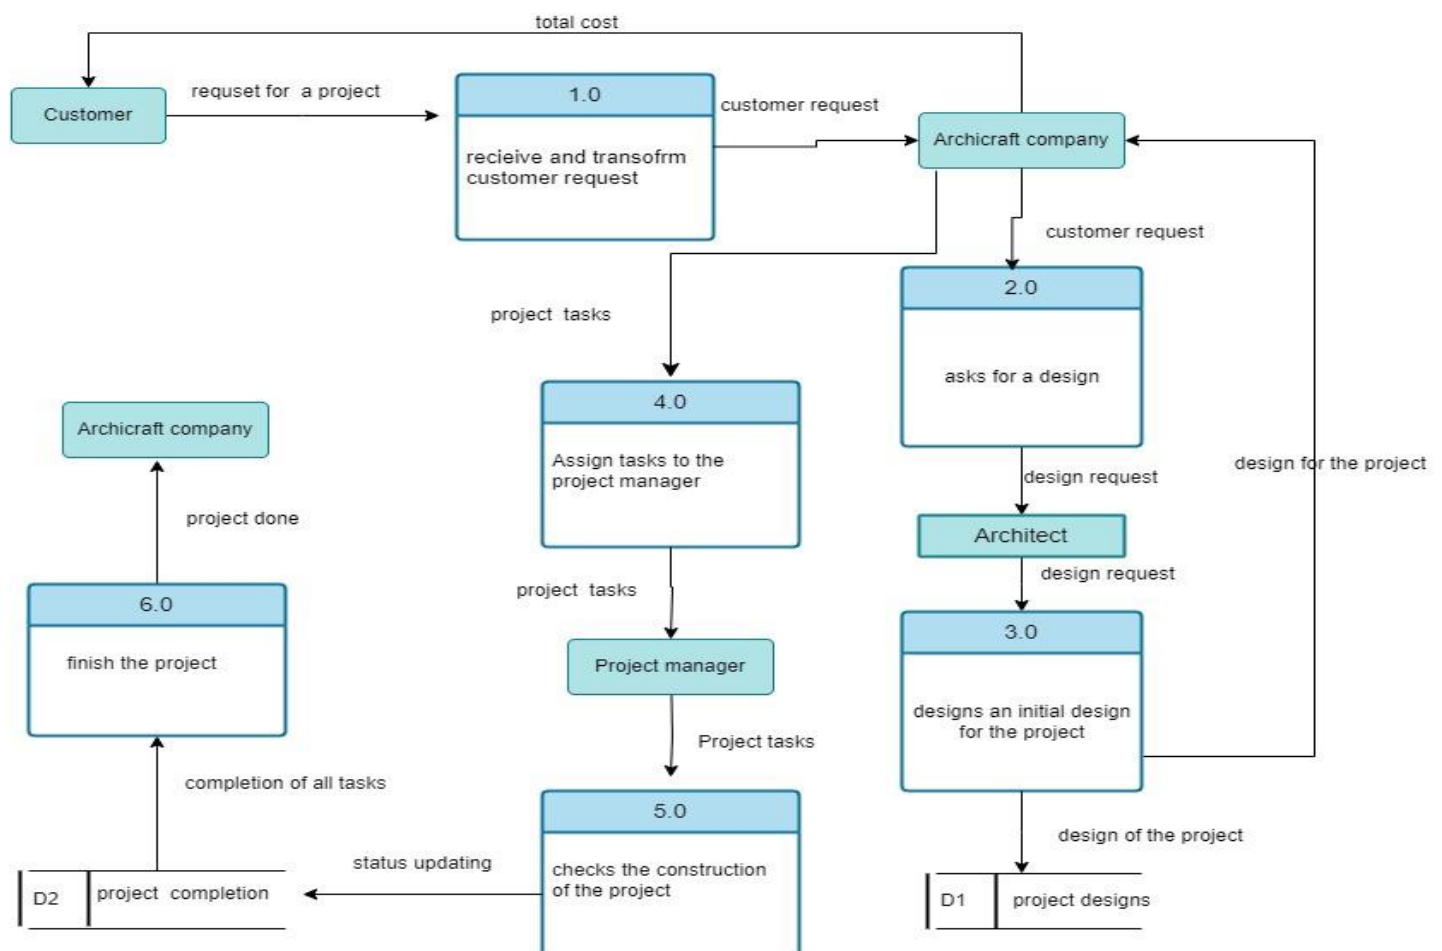 total cost
Customer
requset for a project
1.0
recieive and transofrm
customer request
customer request
Archicraft company
customer request
2.0
asks for a design
project tasks
4.0
Assign tasks to the
project manager
Archicraft company
design for the project
design request
project done
Architect
design request
project tasks
6.0
finish the project
3.0
designs an initial design
for the project
Project manager
Project tasks
completion of all tasks
5.0
checks the construction
of the project
design of the project
status updating
D2
project completion
D1
project designs